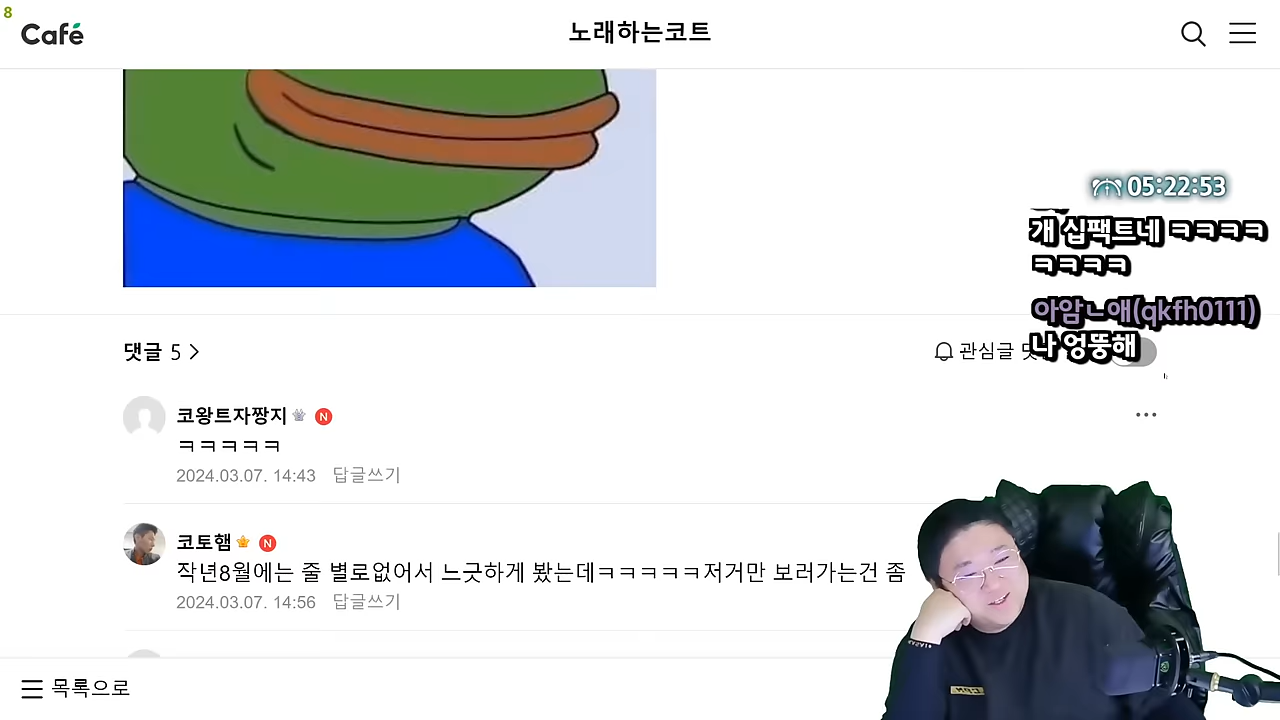 8
Café
노래하는코트
05:22:53
개 십팩트네 ㅋㅋㅋㅋ
ㅋㅋㅋㅋ
아암ㄴ애(qkfh0111)
나 엉뚱해
댓글 5
관심글
코왕트자짱지 N
ㅋㅋㅋㅋㅋ
2024.03.07. 14:43 답글쓰기
코토햄 N
작년8월에는 줄 별로없어서 느긋하게 봤는데ㅋㅋㅋㅋㅋ저거만 보러가는건 좀
2024.03.07. 14:56 답글쓰기
목록으로